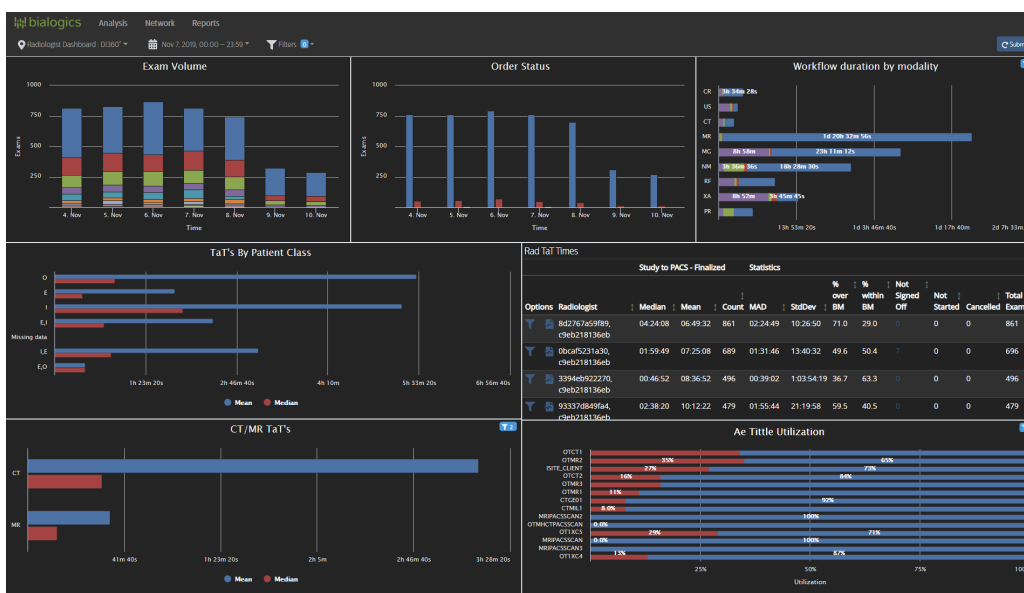 bialogics Analysis Network Reports
Radiologist Dashboard : DI360° Nov 7, 2019, 00:00 – 23:59 Filters 0 Subm
Exam Volume
1000
750
500
250
Exams
4. Nov 5. Nov 6. Nov 7. Nov 8. Nov 9. Nov 10. Nov
Time
Order Status
1000
750
500
250
Exams
4. Nov 5. Nov 6. Nov 7. Nov 8. Nov 9. Nov 10. Nov
Time
Workflow duration by modality
CR 3h 34m 28s
US
CT
MR 1d 20h 32m 56s
MG 8h 58m 23h 11m 12s
NM 3h 36m 36s 18h 28m 30s
RF
XA 8h 52m 3h 45m 45s
PR
13h 53m 20s 1d 3h 46m 40s 1d 17h 40m 2d 7h 33m
TaT's By Patient Class
O
E
I
E,I
Missing data
I,E
E,O
1h 23m 20s 2h 46m 40s 4h 10m 5h 33m 20s 6h 56m 40s
Mean Median
Rad TaT Times
Study to PACS - Finalized Statistics
Options Radiologist Median Mean Count MAD StdDev % over BM % within BM Not Signed Off Not Started Cancelled Total Exam
8d2767a59f89, c9eb218136eb 04:24:08 06:49:32 861 02:24:49 10:26:50 71.0 29.0 0 0 0 861
0bcaf5231a30, c9eb218136eb 01:59:49 07:25:08 689 01:31:46 13:40:32 49.6 50.4 7 0 0 696
3394eb922270, c9eb218136eb 00:46:52 08:36:52 496 00:39:02 1:03:54:19 36.7 63.3 0 0 0 496
93337d849fa4, c9eb218136eb 02:38:20 10:12:22 479 01:55:44 21:19:58 59.5 40.5 0 0 0 479
CT/MR TaT's 2
CT
MR
41m 40s 1h 23m 20s 2h 5m 2h 46m 40s 3h 28m 20s
Mean Median
Ae Tittle Utilization
OTCT1
OTMR2 35% 65%
ISITE_CLIENT 27% 73%
OTCT2 16% 84%
OTMR3
OTMR1 11%
CTGE01 92%
CTMIL1 8.0%
MRIPACSSCAN2 100%
OTMHCTPACSSCAN 0.0%
OT1XC5 29% 71%
MRIPACSSCAN 0.0% 100%
MRIPACSSCAN3
OT1XC4 13% 87%
25% 50% 75% 100
Utilization